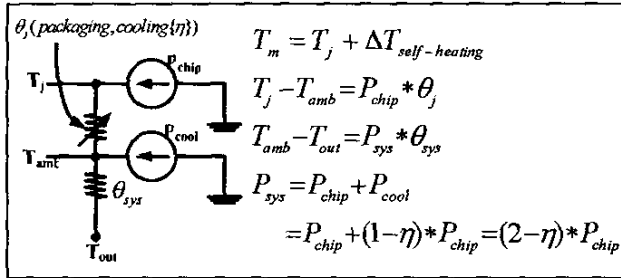 θj(packaging,cooling{η})
Pchip
Tj
Pcool
Tamb
θsys
Tout
Tm = Tj + ΔTself-heating
Tj − Tamb = Pchip * θj
Tamb − Tout = Psys * θsys
Psys = Pchip + Pcool
= Pchip + (1−η) * Pchip = (2−η) * Pchip